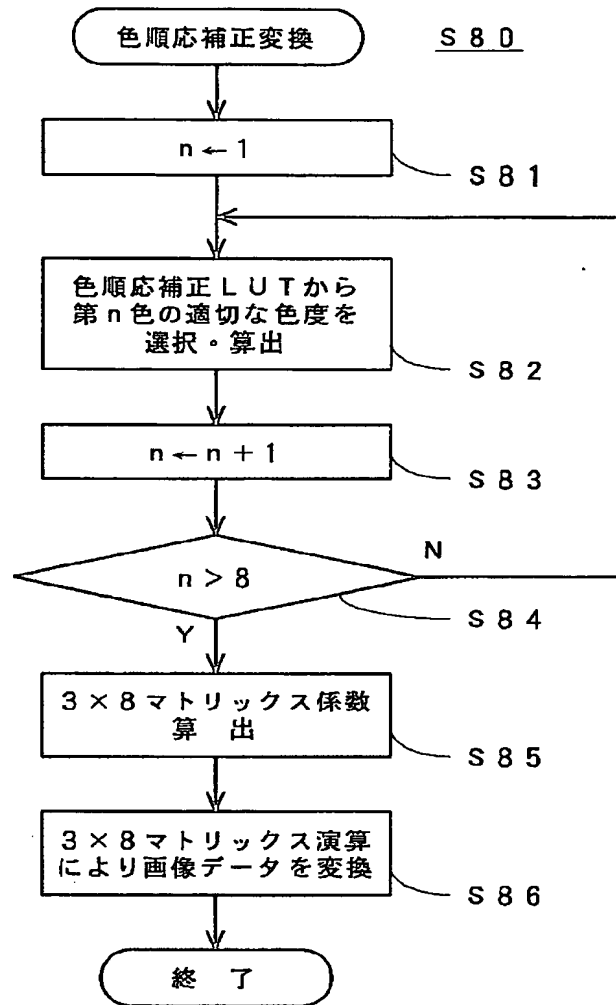 色順応補正変換
S80
n←1
S81
色順応補正LUTから
第n色の適切な色度を
選択・算出
S82
n←n+1
S83
n>8
N
S84
Y
3×8マトリックス係数
算 出
S85
3×8マトリックス演算
により画像データを変換
S86
終 了